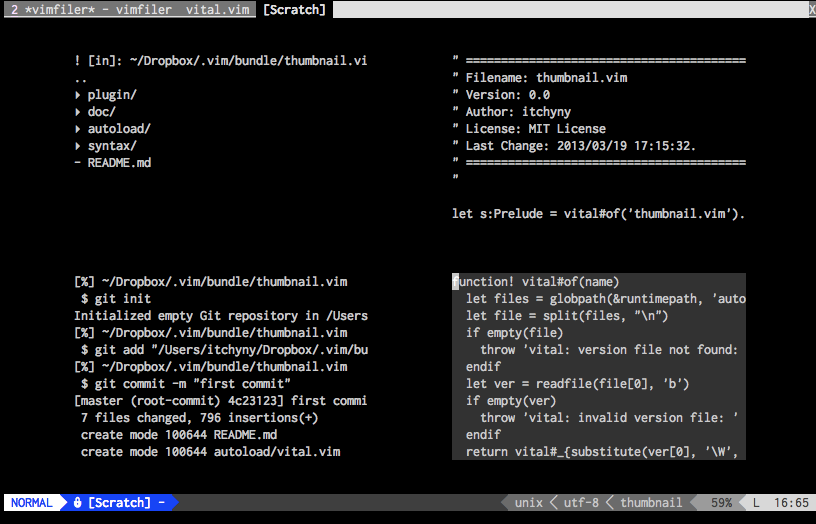 2 *vimfiler* - vimfiler  vital.vim  [Scratch]  X
! [in]: ~/Dropbox/.vim/bundle/thumbnail.vi
..
▸ plugin/
▸ doc/
▸ autoload/
▸ syntax/
- README.md
" ========================================
" Filename: thumbnail.vim
" Version: 0.0
" Author: itchyny
" License: MIT License
" Last Change: 2013/03/19 17:15:32.
" ========================================
"
let s:Prelude = vital#of('thumbnail.vim').
[%] ~/Dropbox/.vim/bundle/thumbnail.vim
 $ git init
Initialized empty Git repository in /Users
[%] ~/Dropbox/.vim/bundle/thumbnail.vim
 $ git add "/Users/itchyny/Dropbox/.vim/bu
[%] ~/Dropbox/.vim/bundle/thumbnail.vim
 $ git commit -m "first commit"
[master (root-commit) 4c23123] first commi
 7 files changed, 796 insertions(+)
 create mode 100644 README.md
 create mode 100644 autoload/vital.vim
function! vital#of(name)
  let files = globpath(&runtimepath, 'auto
  let file = split(files, "\n")
  if empty(file)
    throw 'vital: version file not found:
  endif
  let ver = readfile(file[0], 'b')
  if empty(ver)
    throw 'vital: invalid version file: '
  endif
  return vital#_{substitute(ver[0], '\W',
NORMAL  [Scratch] -  unix  utf-8  thumbnail  59%  L  16:65